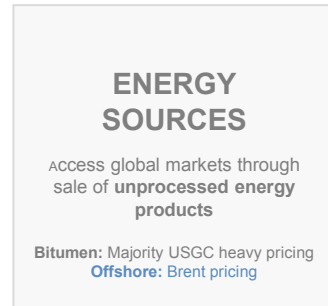 ENERGY
SOURCES
Access global markets through
sale of unprocessed energy
products
Bitumen: Majority USGC heavy pricing
Offshore: Brent pricing